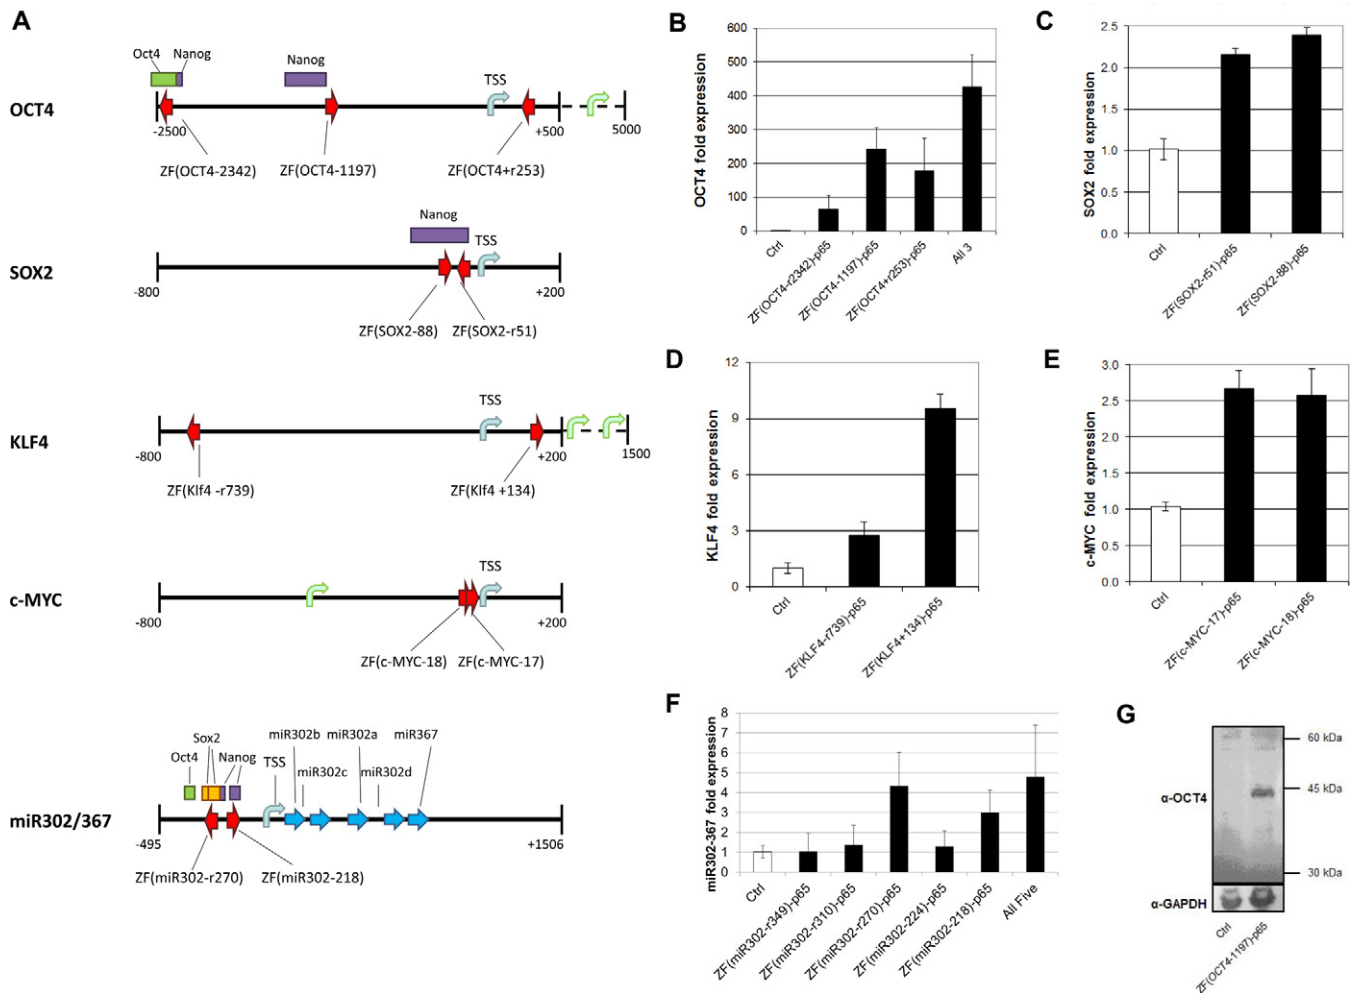 A
Oct4 Nanog
Nanog
TSS
OCT4
-2500
+500
5000
ZF(OCT4-2342)
ZF(OCT4-1197)
ZF(OCT4+r253)
Nanog
TSS
SOX2
-800
+200
ZF(SOX2-88)
ZF(SOX2-r51)
TSS
KLF4
-800
+200
1500
ZF(Klf4 -r739)
ZF(Klf4 +134)
TSS
c-MYC
-800
+200
ZF(c-MYC-18)
ZF(c-MYC-17)
miR302b
miR302a
miR367
Sox2
Oct4
Nanog
TSS
miR302c
miR302d
miR302/367
-495
+1506
ZF(miR302-r270)
ZF(miR302-218)
B
OCT4 fold expression
600
500
400
300
200
100
0
Ctrl
ZF(OCT4-r2342)-p65
ZF(OCT4-1197)-p65
ZF(OCT4+r253)-p65
All 3
C
SOX2 fold expression
2.5
2.0
1.5
1.0
0.5
0.0
Ctrl
ZF(SOX2-r51)-p65
ZF(SOX2-88)-p65
D
KLF4 fold expression
12
9
6
3
0
Ctrl
ZF(KLF4-r739)-p65
ZF(KLF4+134)-p65
E
c-MYC fold expression
3.0
2.5
2.0
1.5
1.0
0.5
0.0
Ctrl
ZF(c-MYC-17)-p65
ZF(c-MYC-18)-p65
F
miR302-367 fold expression
8
7
6
5
4
3
2
1
0
Ctrl
ZF(miR302-r349)-p65
ZF(miR302-r310)-p65
ZF(miR302-r270)-p65
ZF(miR302-224)-p65
ZF(miR302-218)-p65
All Five
G
60 kDa
45 kDa
α-OCT4
30 kDa
α-GAPDH
Ctrl
ZF(OCT4-1197)-p65